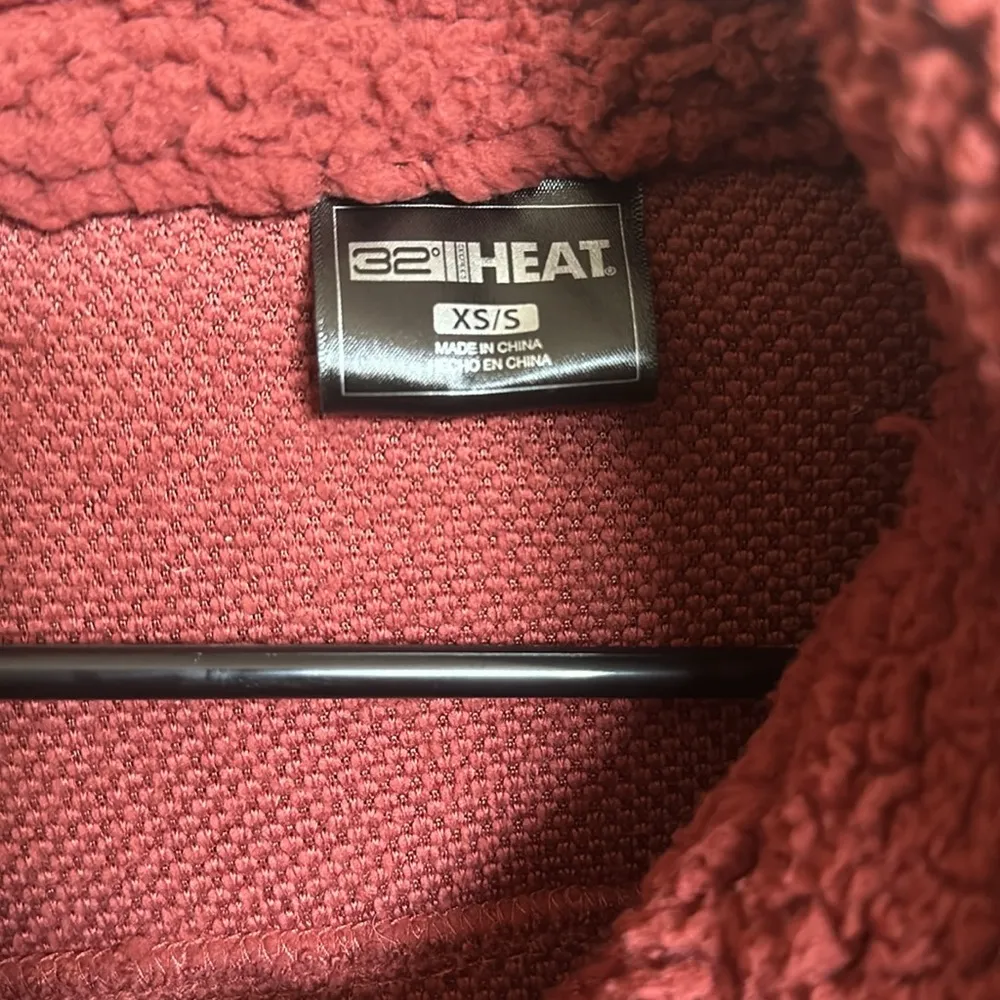 32° HEAT®
XS/S
MADE IN CHINA
HECHO EN CHINA